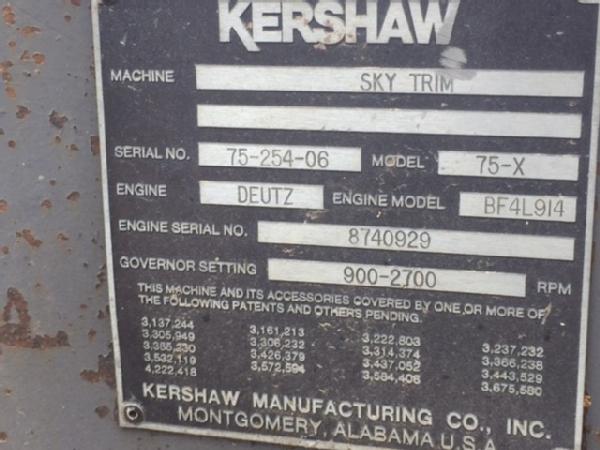 KERSHAW
MACHINE SKY TRIM
SERIAL NO. 75-254-06 MODEL 75-X
ENGINE DEUTZ ENGINE MODEL BF4L914
ENGINE SERIAL NO. 8740929
GOVERNOR SETTING 900-2700 RPM
THIS MACHINE AND ITS ACCESSORIES COVERED BY ONE OR MORE OF
THE FOLLOWING PATENTS AND OTHERS PENDING.
3,137,244 3,161,213 3,222,803 3,237,232
3,305,949 3,306,232 3,314,374 3,366,238
3,385,230 3,426,379 3,437,052 3,443,529
3,532,119 3,572,594 3,584,406 3,675,580
4,222,418
KERSHAW MANUFACTURING CO., INC.
MONTGOMERY, ALABAMA U.S.A.